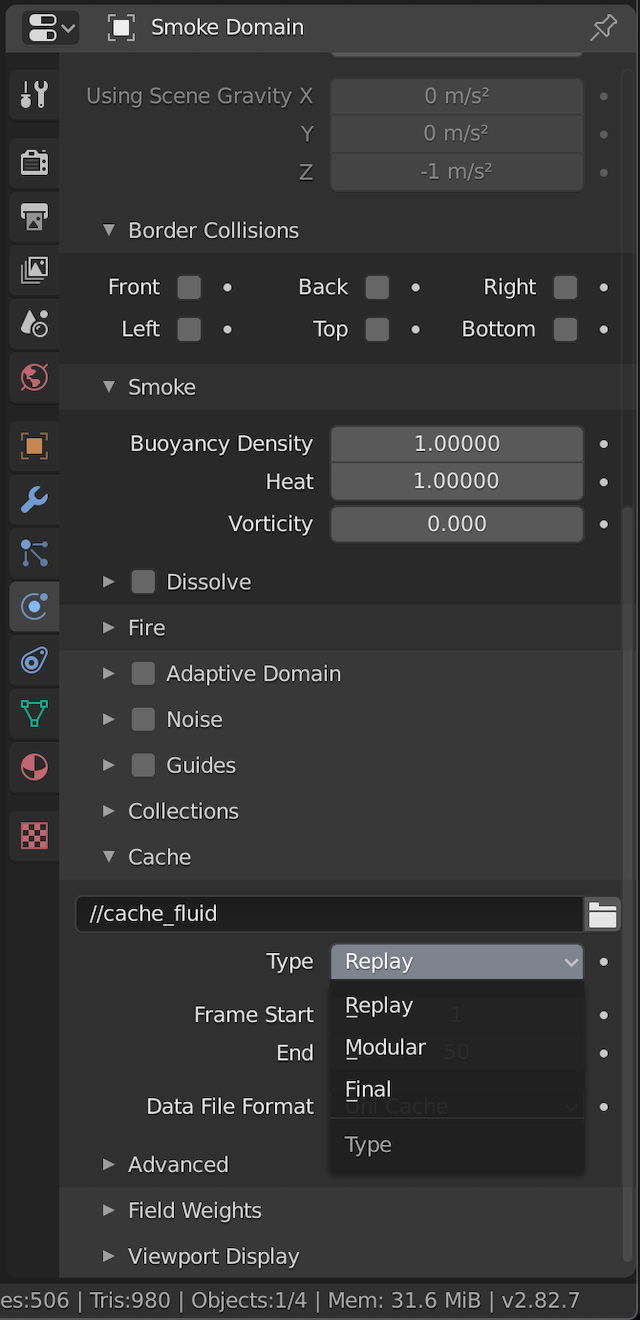 Smoke Domain
Using Scene Gravity X 0 m/s²
Y 0 m/s²
Z -1 m/s²
Border Collisions
Front Back Right
Left Top Bottom
Smoke
Buoyancy Density 1.00000
Heat 1.00000
Vorticity 0.000
Dissolve
Fire
Adaptive Domain
Noise
Guides
Collections
Cache
//cache_fluid
Type Replay
Replay
Frame Start 1
Modular
End 50
Final
Data File Format Uni Cache
Type
Advanced
Field Weights
Viewport Display
es:506 | Tris:980 | Objects:1/4 | Mem: 31.6 MiB | v2.82.7